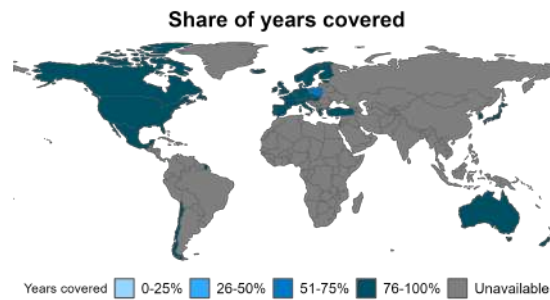 Share of years covered
Years covered 0-25% 26-50% 51-75% 76-100% Unavailable